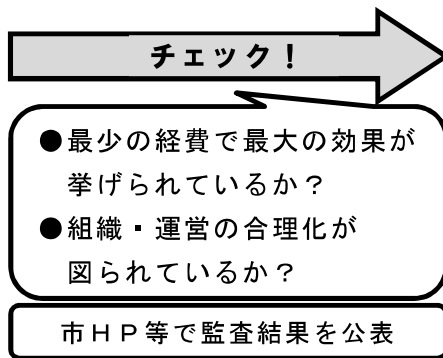 チェック！
●最少の経費で最大の効果が
挙げられているか？
●組織・運営の合理化が
図られているか？
市ＨＰ等で監査結果を公表